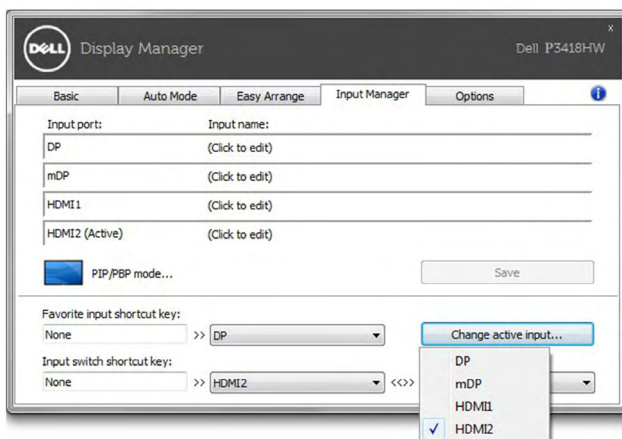 x
DELL Display Manager Dell P3418HW
Basic Auto Mode Easy Arrange Input Manager Options i
Input port: Input name:
DP (Click to edit)
mDP (Click to edit)
HDMI1 (Click to edit)
HDMI2 (Active) (Click to edit)
PIP/PBP mode... Save
Favorite input shortcut key:
None >> DP Change active input...
Input switch shortcut key:
None >> HDMI2 <<>>
DP
mDP
HDMI1
✓ HDMI2